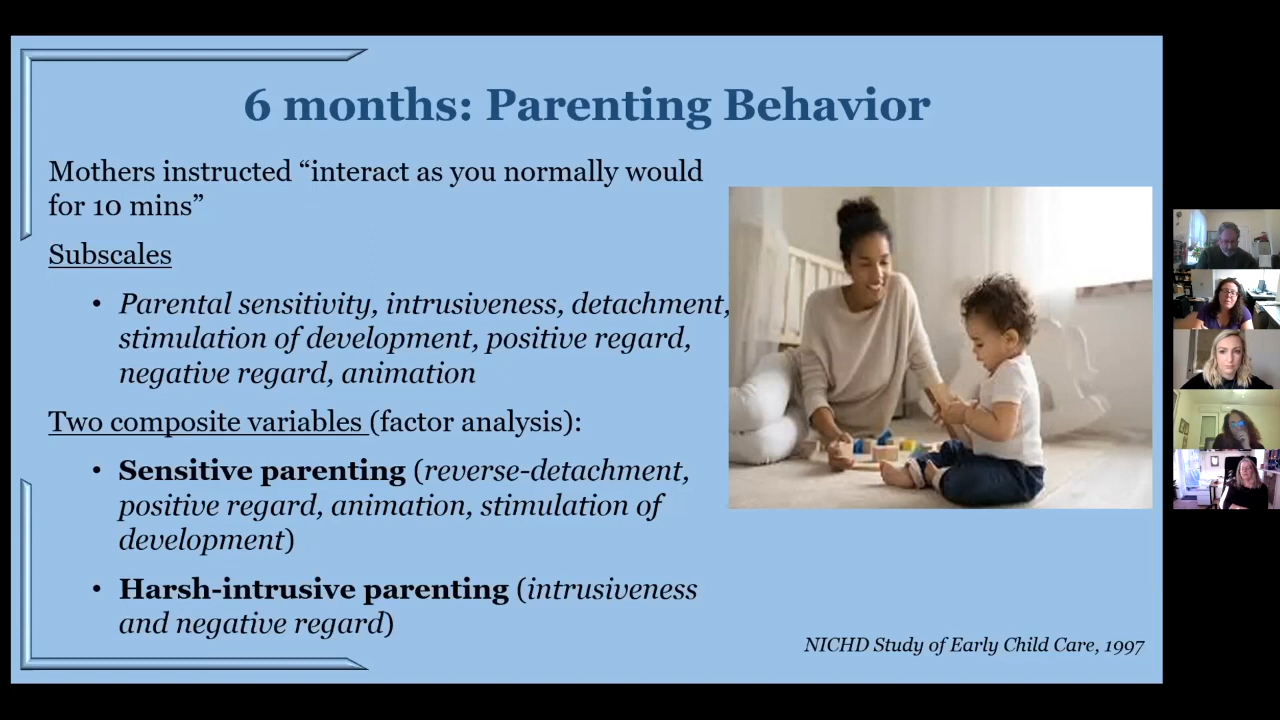 6 months: Parenting Behavior
Mothers instructed “interact as you normally would
for 10 mins”
Subscales
• Parental sensitivity, intrusiveness, detachment,
stimulation of development, positive regard,
negative regard, animation
Two composite variables (factor analysis):
• Sensitive parenting (reverse-detachment,
positive regard, animation, stimulation of
development)
• Harsh-intrusive parenting (intrusiveness
and negative regard)
NICHD Study of Early Child Care, 1997